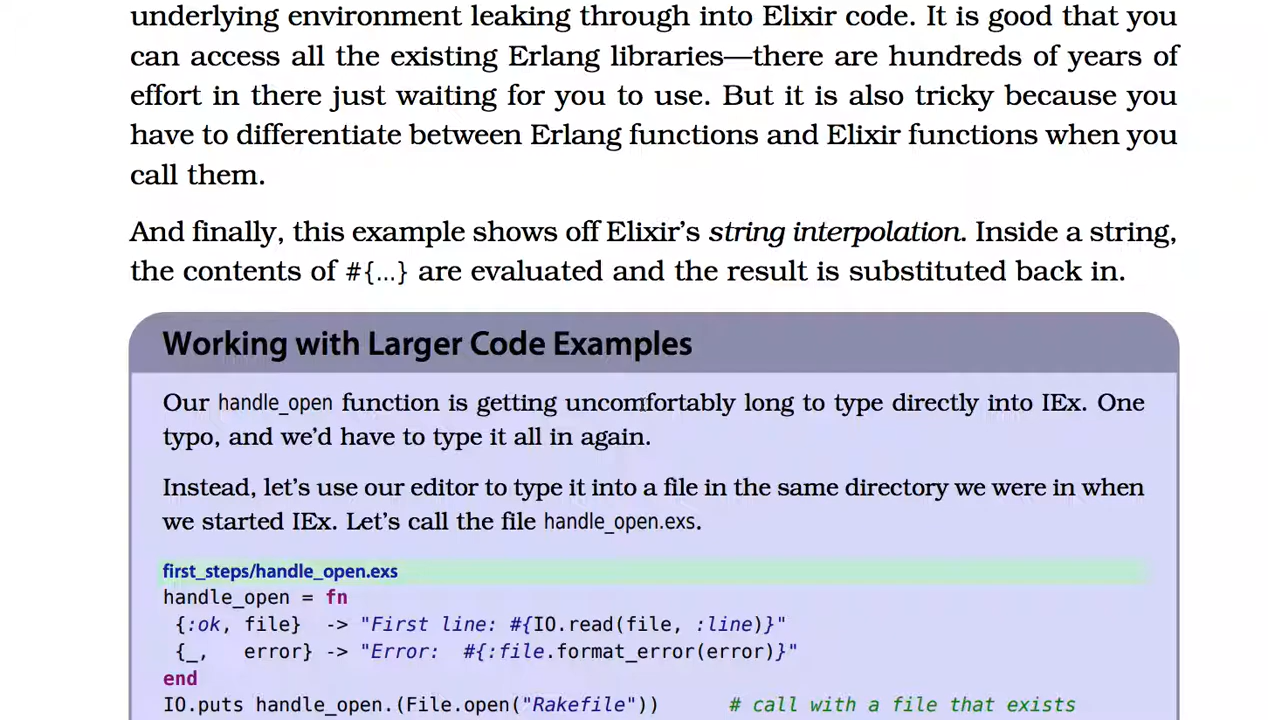 underlying environment leaking through into Elixir code. It is good that you
can access all the existing Erlang libraries—there are hundreds of years of
effort in there just waiting for you to use. But it is also tricky because you
have to differentiate between Erlang functions and Elixir functions when you
call them.
And finally, this example shows off Elixir’s string interpolation. Inside a string,
the contents of #{...} are evaluated and the result is substituted back in.
Working with Larger Code Examples
Our handle_open function is getting uncomfortably long to type directly into IEx. One
typo, and we’d have to type it all in again.
Instead, let’s use our editor to type it into a file in the same directory we were in when
we started IEx. Let’s call the file handle_open.exs.
first_steps/handle_open.exs
handle_open = fn
{:ok, file} -> "First line: #{IO.read(file, :line)}"
{_, error} -> "Error: #{:file.format_error(error)}"
end
IO.puts handle_open.(File.open("Rakefile")) # call with a file that exists